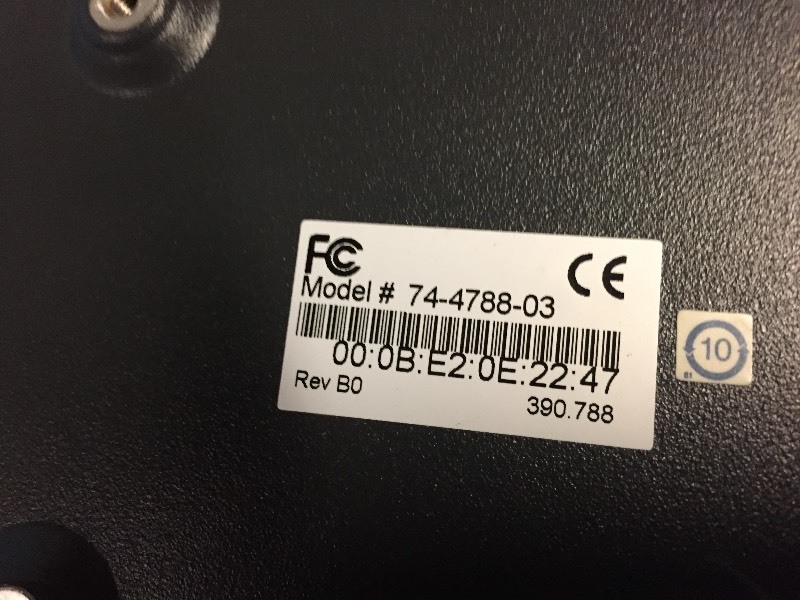 FC CE
Model # 74-4788-03
00:0B:E2:0E:22:47
Rev B0
390.788
10